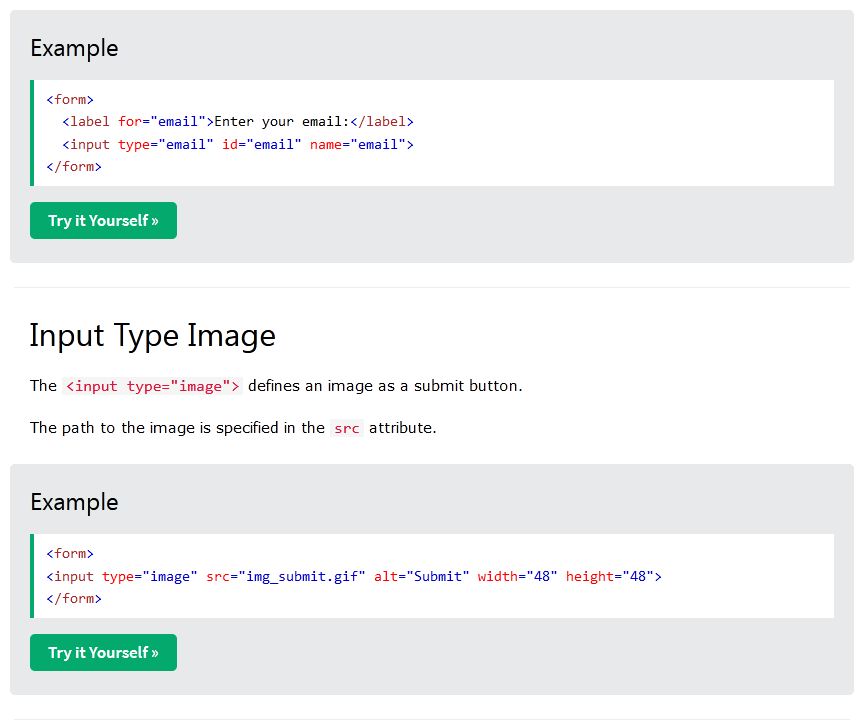 Example
<form>
  <label for="email">Enter your email:</label>
  <input type="email" id="email" name="email">
</form>
Try it Yourself »
Input Type Image
The <input type="image"> defines an image as a submit button.
The path to the image is specified in the src attribute.
Example
<form>
<input type="image" src="img_submit.gif" alt="Submit" width="48" height="48">
</form>
Try it Yourself »